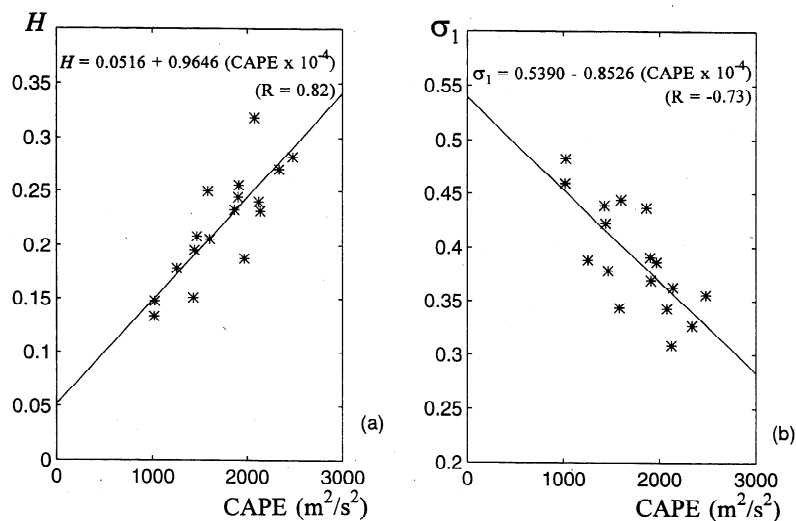 H
H = 0.0516 + 0.9646 (CAPE x 10⁻⁴)
(R = 0.82)
0.35
0.3
0.25
0.2
0.15
0.1
0.05
0
0 1000 2000 3000
CAPE (m²/s²)
(a)
σ₁
σ₁ = 0.5390 - 0.8526 (CAPE x 10⁻⁴)
(R = -0.73)
0.55
0.5
0.45
0.4
0.35
0.3
0.25
0.2
0 1000 2000 3000
CAPE (m²/s²)
(b)